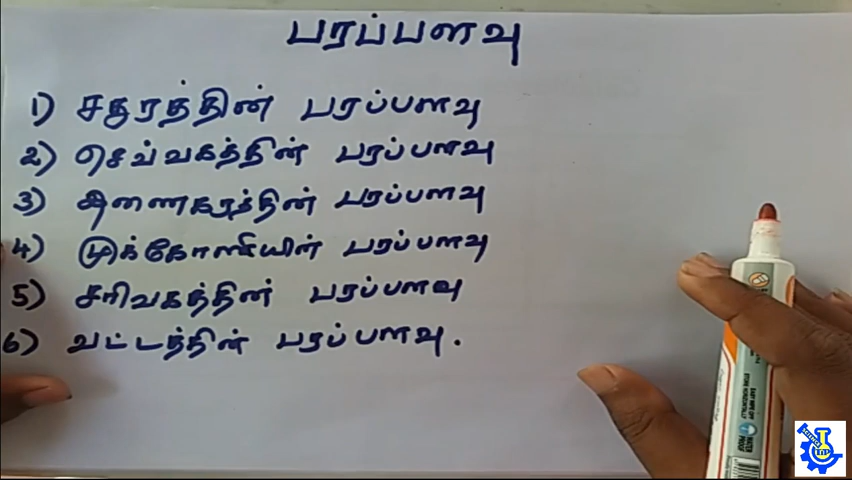 பரப்பளவு
1) சதுரத்தின் பரப்பளவு
2) செவ்வகத்தின் பரப்பளவு
3) இணைகரத்தின் பரப்பளவு
4) முக்கோணியின் பரப்பளவு
5) சரிவகத்தின் பரப்பளவு
6) வட்டத்தின் பரப்பளவு.